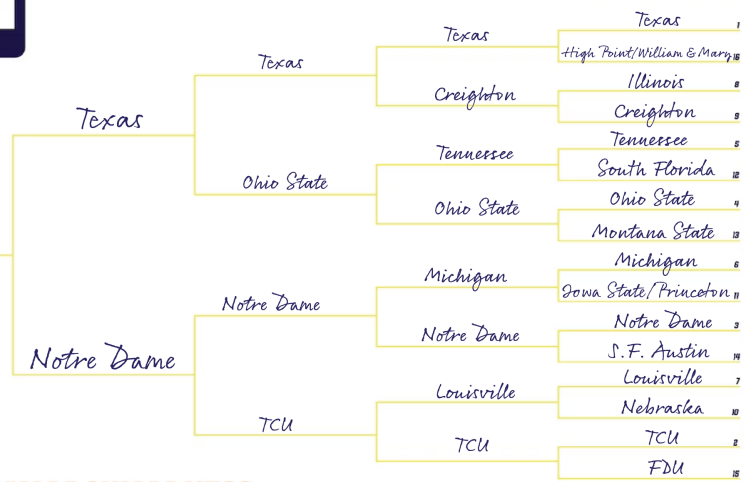 Texas 1
High Point/William & Mary 16
Illinois 8
Creighton 9
Tennessee 5
South Florida 12
Ohio State 4
Montana State 13
Michigan 6
Iowa State/Princeton 11
Notre Dame 3
S.F. Austin 14
Louisville 7
Nebraska 10
TCU 2
FDU 15
Texas
Creighton
Tennessee
Ohio State
Michigan
Notre Dame
Louisville
TCU
Texas
Ohio State
Notre Dame
TCU
Texas
Notre Dame